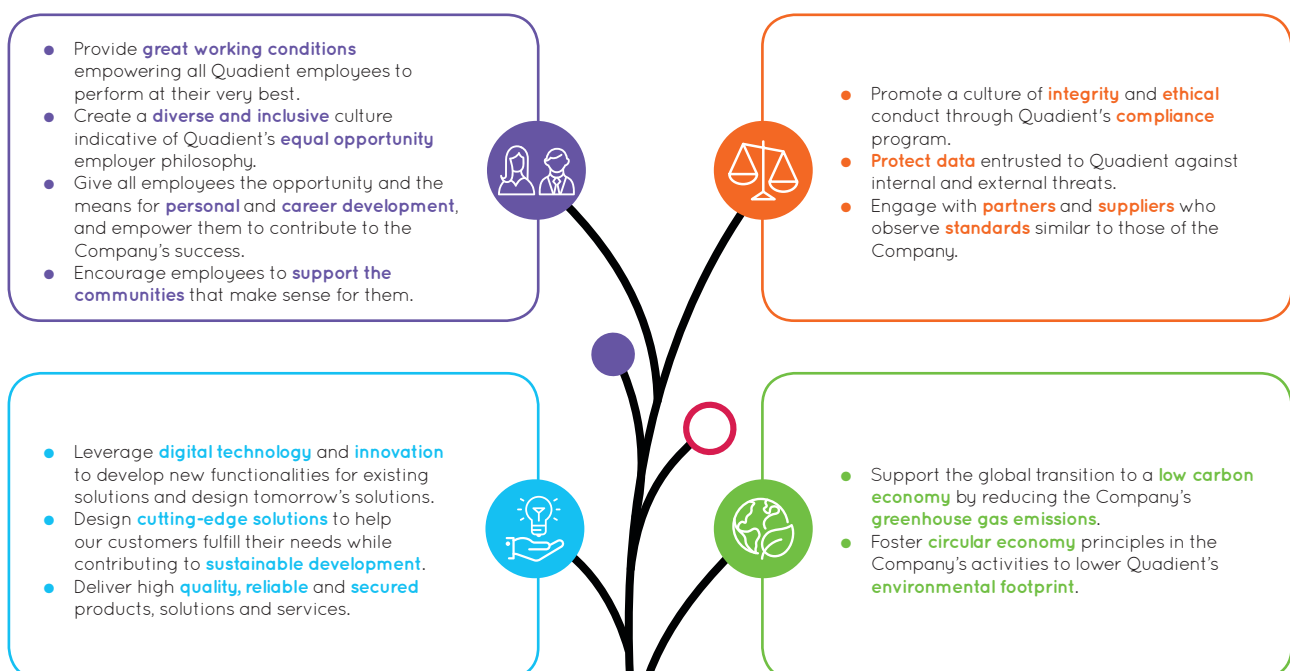 ● Provide great working conditions
empowering all Quadient employees to
perform at their very best.
● Create a diverse and inclusive culture
indicative of Quadient's equal opportunity
employer philosophy.
● Give all employees the opportunity and the
means for personal and career development,
and empower them to contribute to the
Company's success.
● Encourage employees to support the
communities that make sense for them.
● Promote a culture of integrity and ethical
conduct through Quadient's compliance
program.
● Protect data entrusted to Quadient against
internal and external threats.
● Engage with partners and suppliers who
observe standards similar to those of the
Company.
● Leverage digital technology and innovation
to develop new functionalities for existing
solutions and design tomorrow's solutions.
● Design cutting-edge solutions to help
our customers fulfill their needs while
contributing to sustainable development.
● Deliver high quality, reliable and secured
products, solutions and services.
● Support the global transition to a low carbon
economy by reducing the Company's
greenhouse gas emissions.
● Foster circular economy principles in the
Company's activities to lower Quadient's
environmental footprint.